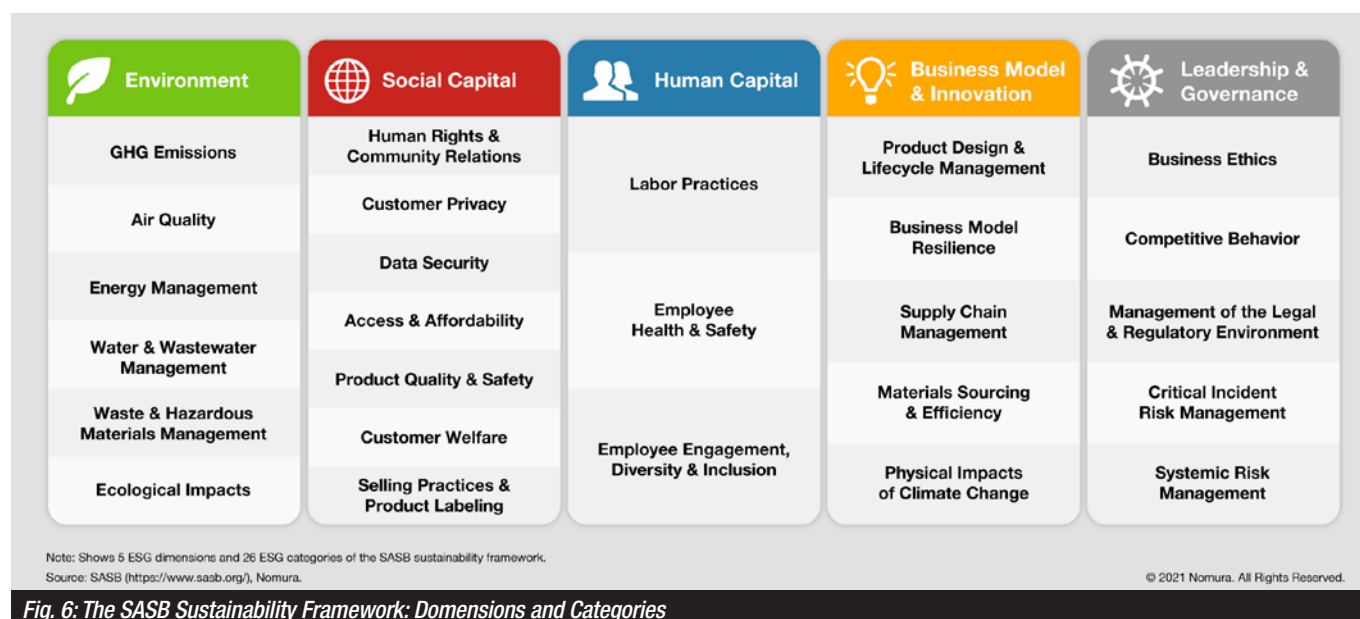 Environment
GHG Emissions
Air Quality
Energy Management
Water & Wastewater
Management
Waste & Hazardous
Materials Management
Ecological Impacts
Social Capital
Human Rights &
Community Relations
Customer Privacy
Data Security
Access & Affordability
Product Quality & Safety
Customer Welfare
Selling Practices &
Product Labeling
Human Capital
Labor Practices
Employee
Health & Safety
Employee Engagement,
Diversity & Inclusion
Business Model
& Innovation
Product Design &
Lifecycle Management
Business Model
Resilience
Supply Chain
Management
Materials Sourcing
& Efficiency
Physical Impacts
of Climate Change
Leadership &
Governance
Business Ethics
Competitive Behavior
Management of the Legal
& Regulatory Environment
Critical Incident
Risk Management
Systemic Risk
Management
Note: Shows 5 ESG dimensions and 26 ESG categories of the SASB sustainability framework.
Source: SASB (https://www.sasb.org/), Nomura.
© 2021 Nomura. All Rights Reserved.
Fig. 6: The SASB Sustainability Framework: Domensions and Categories